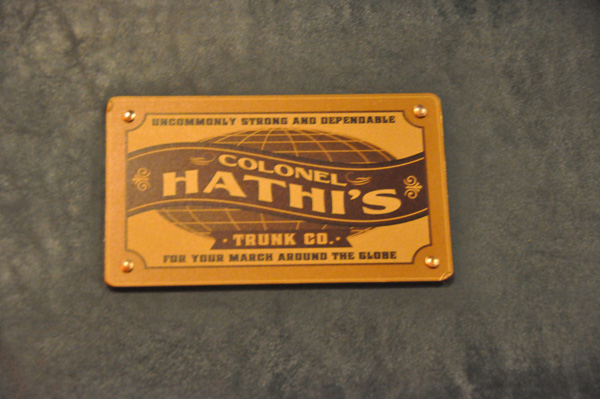 UNCOMMONLY STRONG AND DEPENDABLE
COLONEL
HATHI'S
· TRUNK CO. ·
FOR YOUR MARCH AROUND THE GLOBE